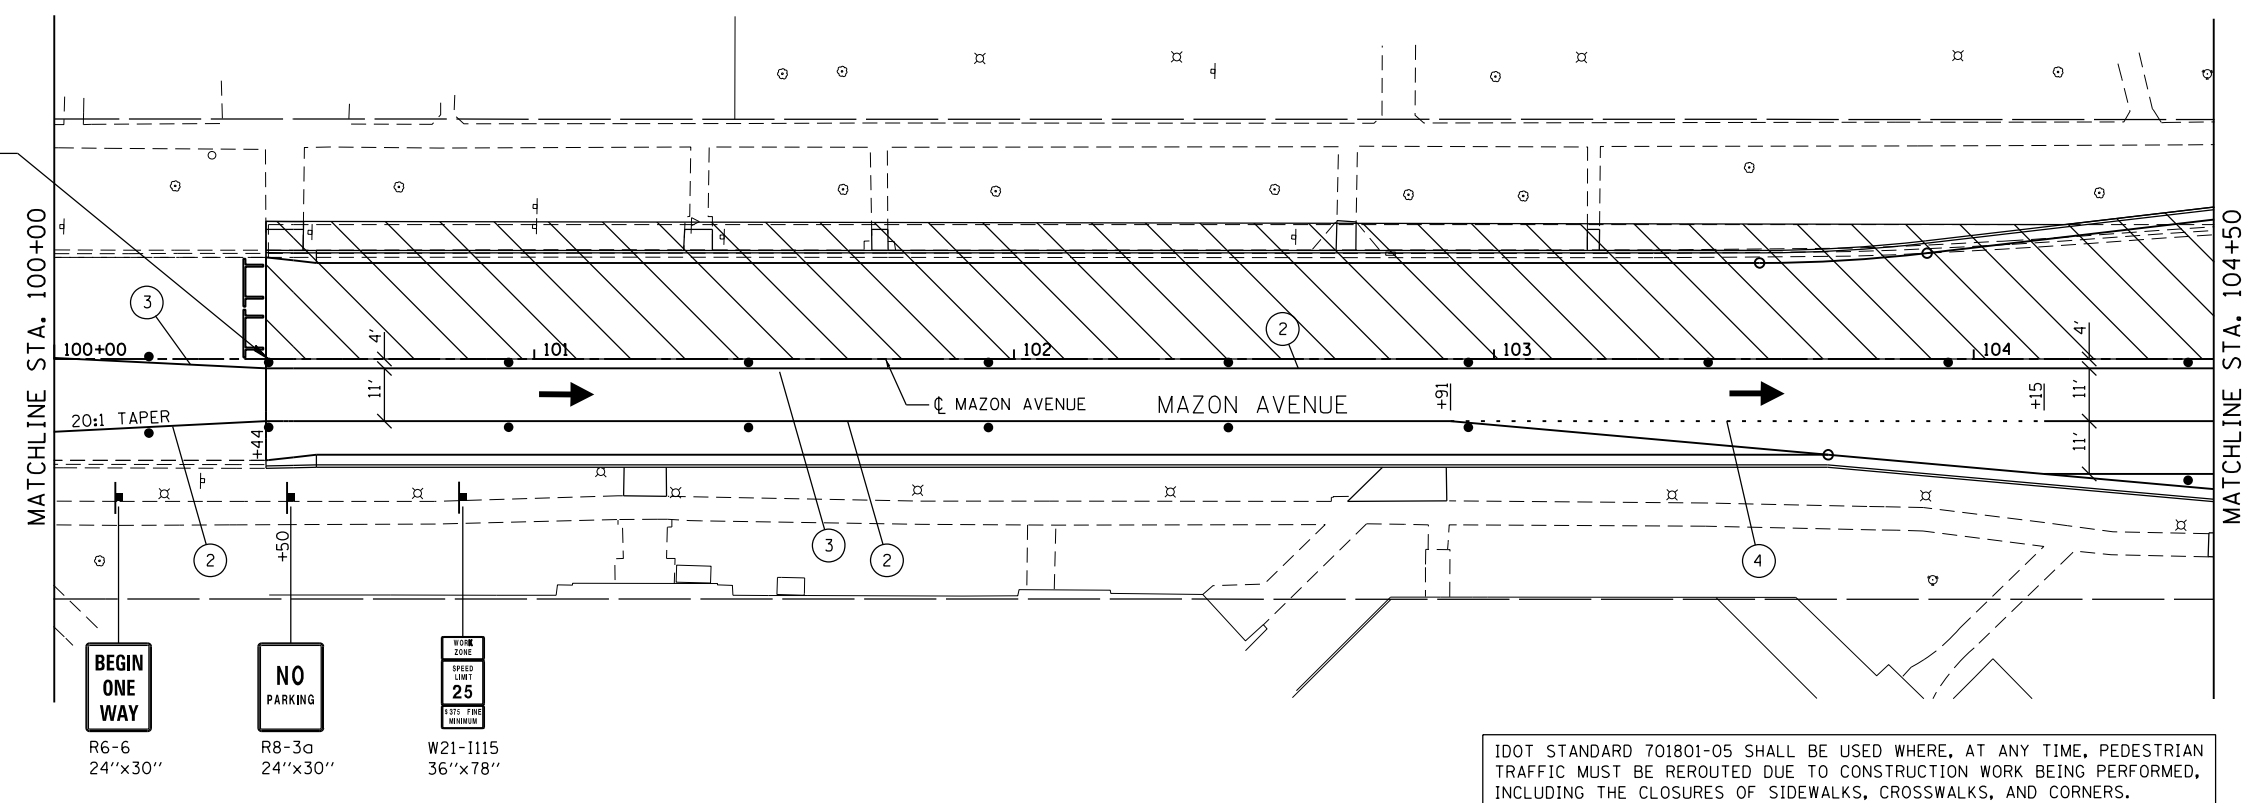 MATCHLINE STA. 100+00
MATCHLINE STA. 104+50
3
100+00
4'
101
102
2
103
104
4'
11'
℄ MAZON AVENUE
MAZON AVENUE
+91
+15
11'
20:1 TAPER
+44
11'
+50
2
3
2
4
BEGIN
ONE
WAY
R6-6
24''x30''
NO
PARKING
R8-3a
24''x30''
WORK
ZONE
SPEED
LIMIT
25
$375 FINE
MINIMUM
W21-I115
36''x78''
IDOT STANDARD 701801-05 SHALL BE USED WHERE, AT ANY TIME, PEDESTRIAN
TRAFFIC MUST BE REROUTED DUE TO CONSTRUCTION WORK BEING PERFORMED,
INCLUDING THE CLOSURES OF SIDEWALKS, CROSSWALKS, AND CORNERS.